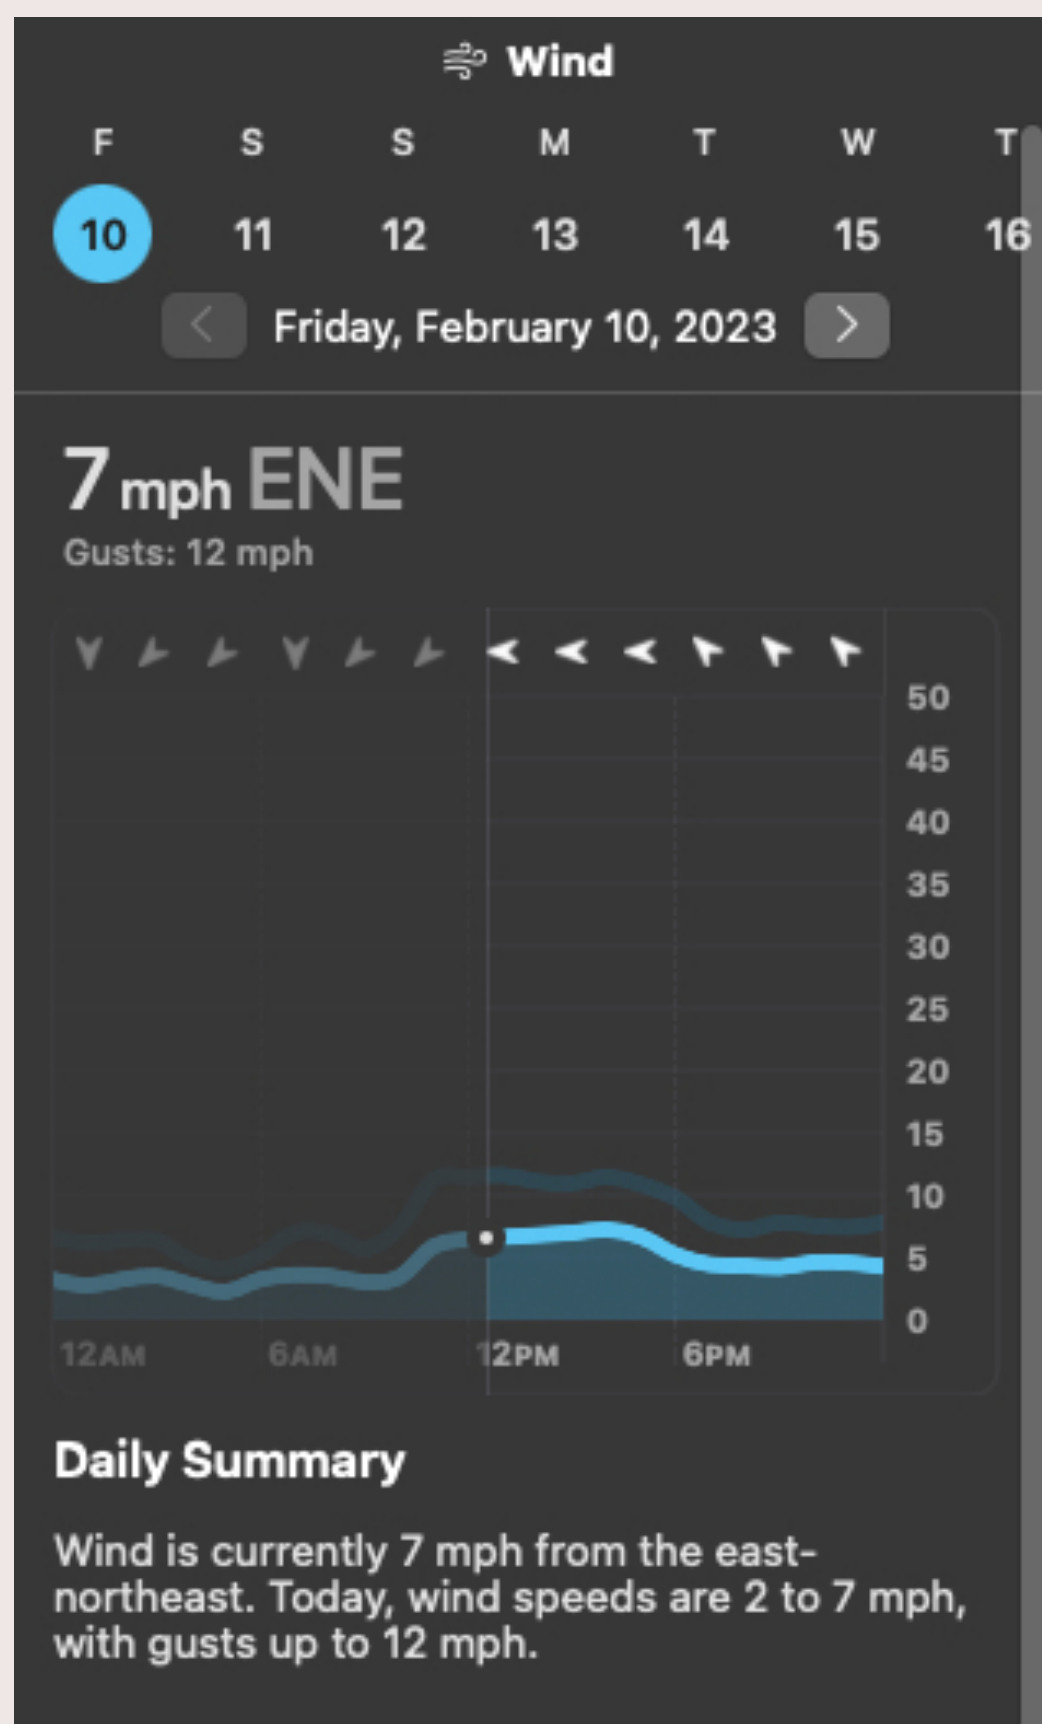 Wind
F S S M T W T
10 11 12 13 14 15 16
Friday, February 10, 2023
7 mph ENE
Gusts: 12 mph
50
45
40
35
30
25
20
15
10
5
0
12AM 6AM 12PM 6PM
Daily Summary
Wind is currently 7 mph from the east-
northeast. Today, wind speeds are 2 to 7 mph,
with gusts up to 12 mph.